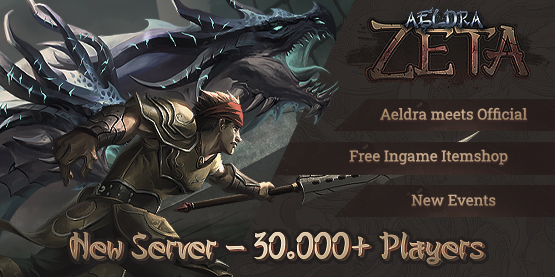 AELDRA
ZETA
Aeldra meets Official
Free Ingame Itemshop
New Events
New Server - 30.000+ Players